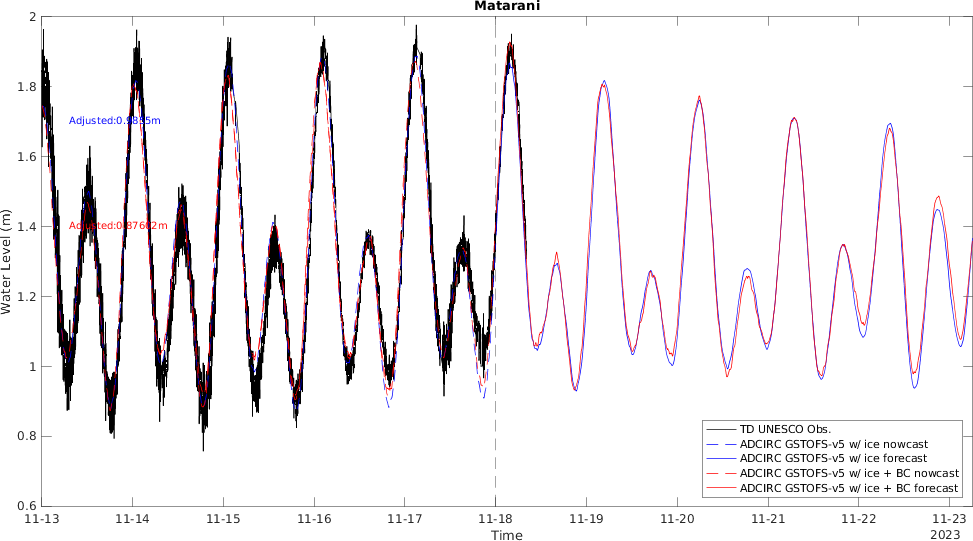 Matarani
2
1.8
1.6
1.4
1.2
1
0.8
0.6
Water Level (m)
Adjusted:0.9895m
Adjusted:0.87602m
TD UNESCO Obs.
ADCIRC GSTOFS-v5 w/ ice nowcast
ADCIRC GSTOFS-v5 w/ ice forecast
ADCIRC GSTOFS-v5 w/ ice + BC nowcast
ADCIRC GSTOFS-v5 w/ ice + BC forecast
11-13 11-14 11-15 11-16 11-17 11-18 11-19 11-20 11-21 11-22 11-23
Time
2023